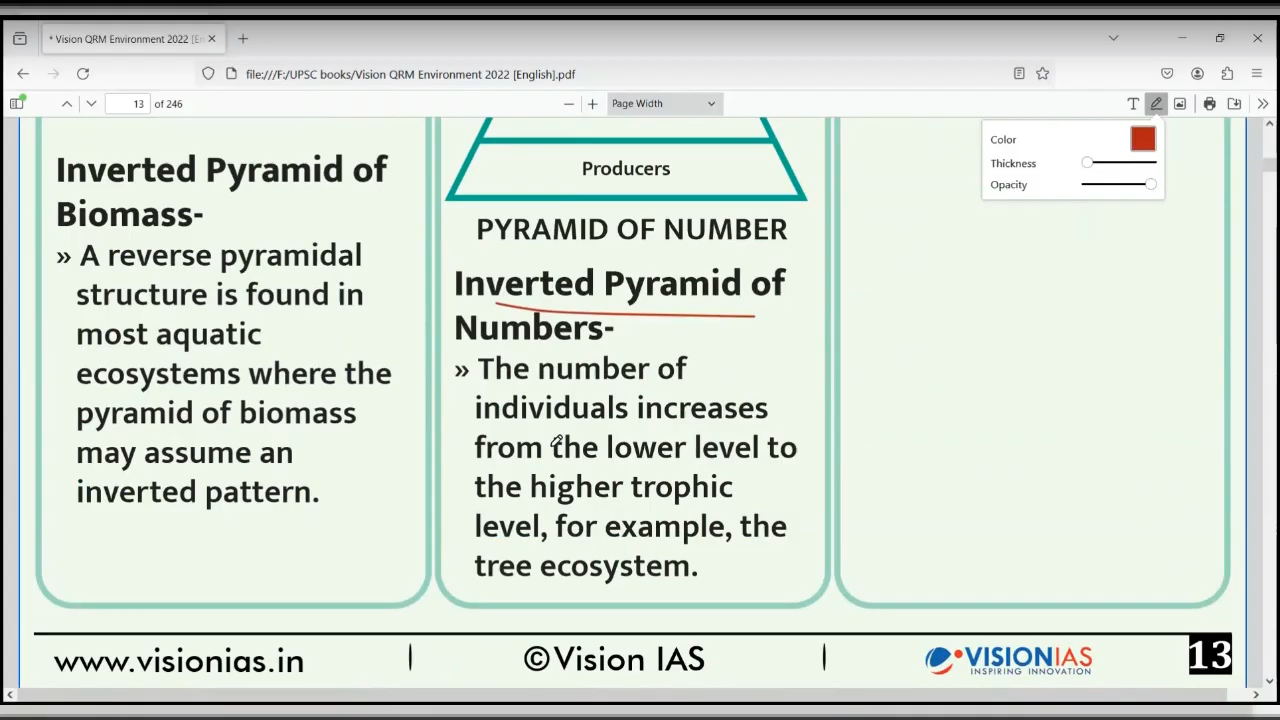 * Vision QRM Environment 2022 [En
file:///F:/UPSC books/Vision QRM Environment 2022 [English].pdf
13 of 246
Page Width
Color
Thickness
Opacity
Inverted Pyramid of
Biomass-
» A reverse pyramidal
structure is found in
most aquatic
ecosystems where the
pyramid of biomass
may assume an
inverted pattern.
Producers
PYRAMID OF NUMBER
Inverted Pyramid of
Numbers-
» The number of
individuals increases
from the lower level to
the higher trophic
level, for example, the
tree ecosystem.
www.visionias.in
©Vision IAS
VISIONIAS
INSPIRING INNOVATION
13